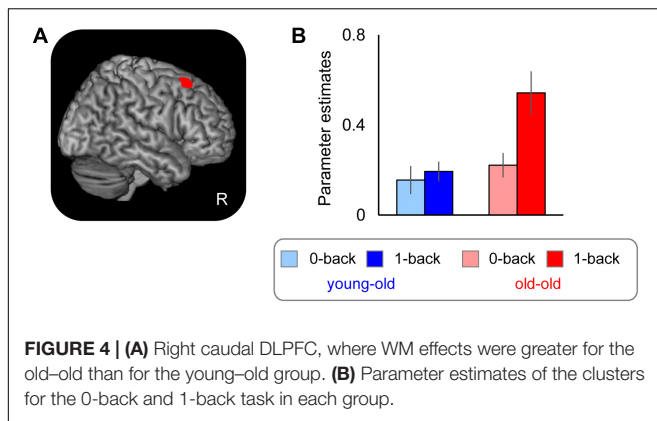 A
R
B
Parameter estimates
0.8
0.4
0
0-back 1-back 0-back 1-back
young-old old-old
FIGURE 4 | (A) Right caudal DLPFC, where WM effects were greater for the
old–old than for the young–old group. (B) Parameter estimates of the clusters
for the 0-back and 1-back task in each group.